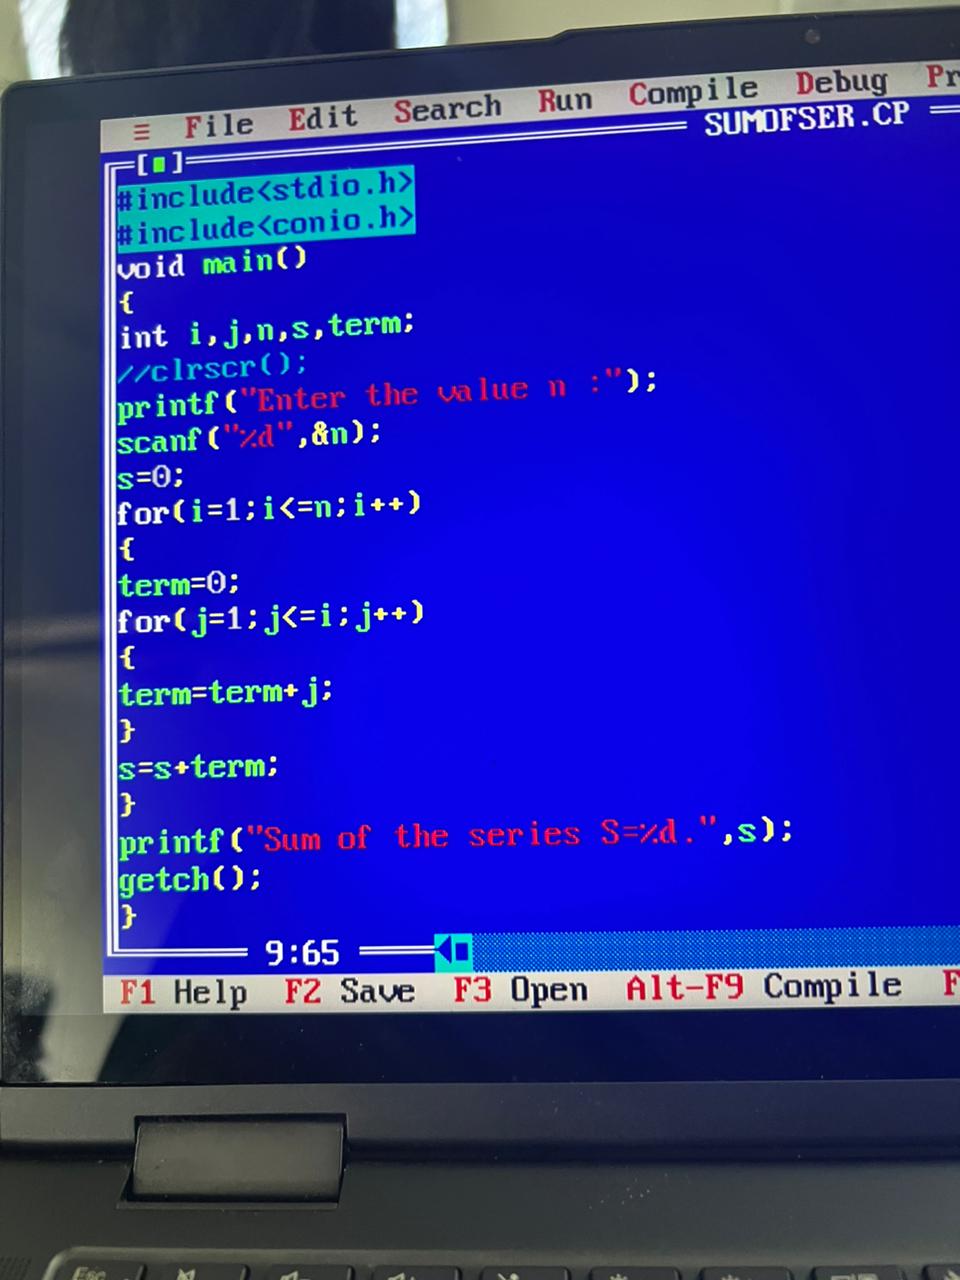 ≡ File Edit Search Run Compile Debug Pr
[■] SUMOFSER.CP
#include<stdio.h>
#include<conio.h>
void main()
{
int i,j,n,s,term;
//clrscr();
printf("Enter the value n :");
scanf("%d",&n);
s=0;
for(i=1;i<=n;i++)
{
term=0;
for(j=1;j<=i;j++)
{
term=term+j;
}
s=s+term;
}
printf("Sum of the series S=%d.",s);
getch();
}
9:65
F1 Help F2 Save F3 Open Alt-F9 Compile F
Esc